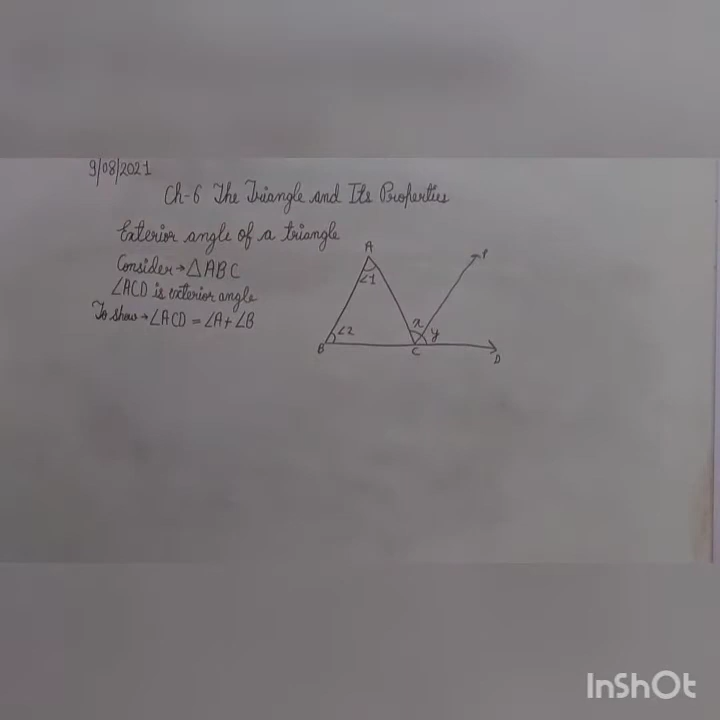 9/08/2021
Ch-6 The Triangle and Its Properties
Exterior angle of a triangle
Consider → △ABC
∠ACD is exterior angle
To show → ∠ACD = ∠A + ∠B
A
∠1
∠2
B
x
y
C
P
D
InShOt